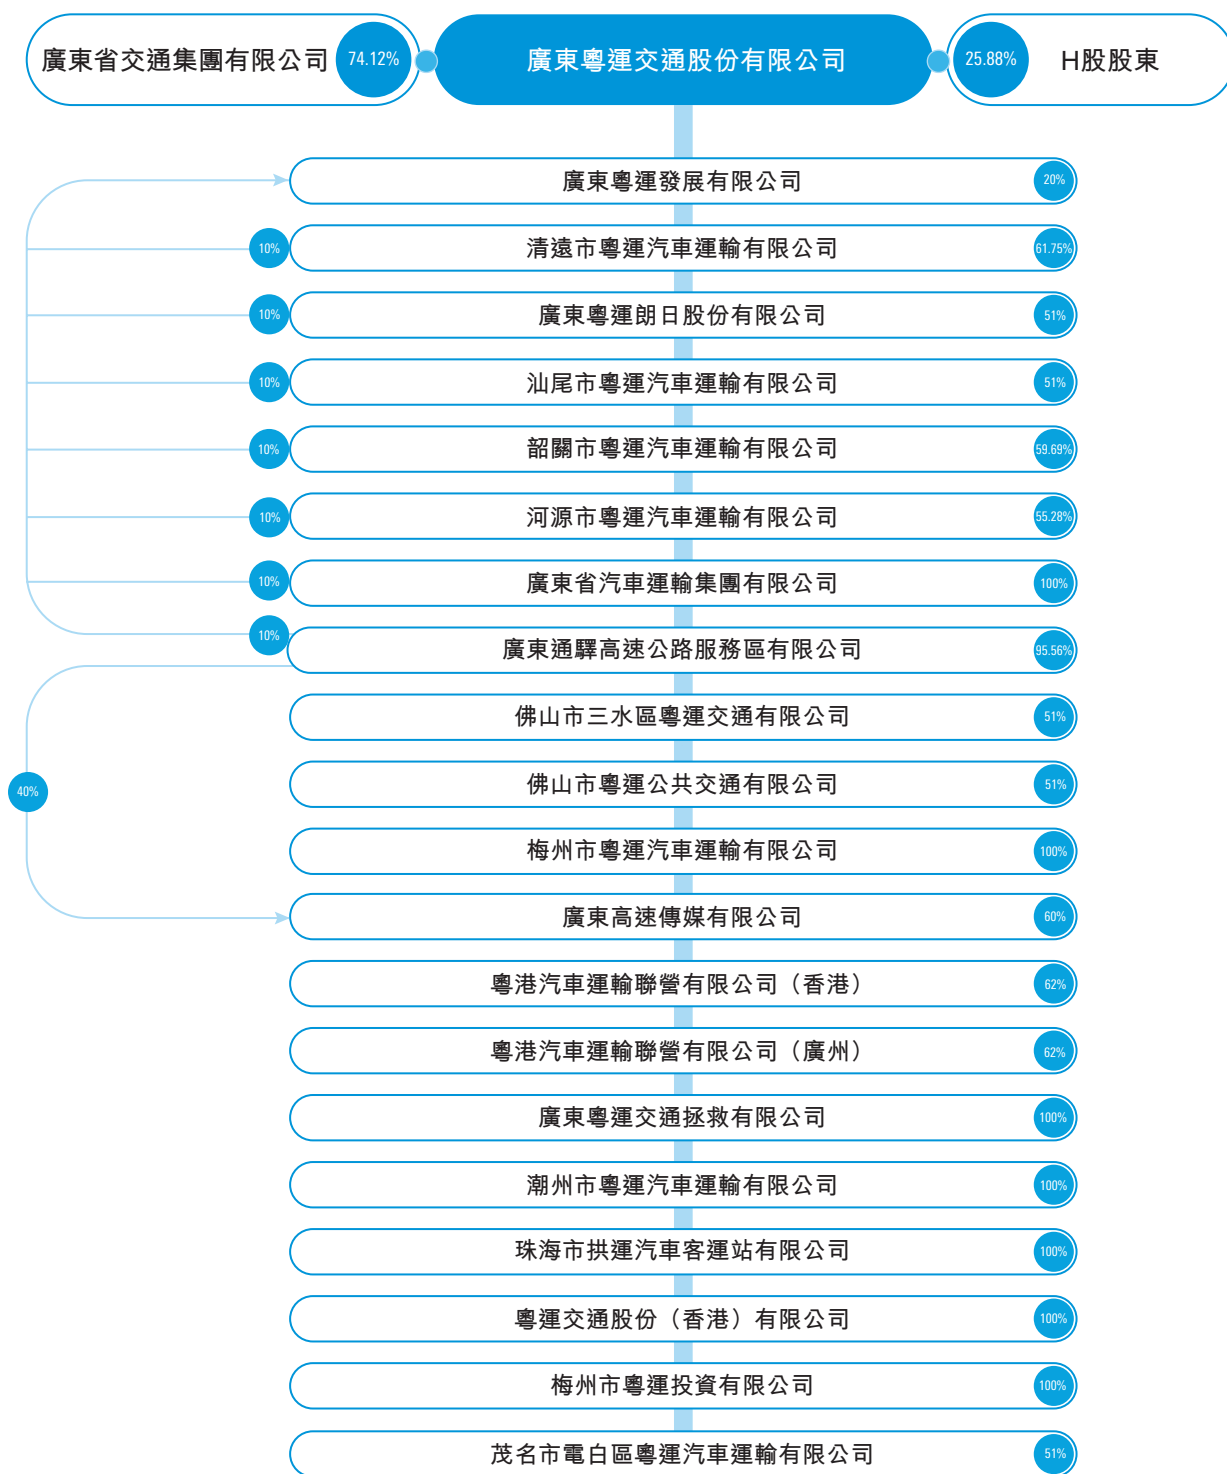 廣東省交通集團有限公司 74.12% 廣東粵運交通股份有限公司 25.88% H股股東
廣東粵運發展有限公司 20%
10% 清遠市粵運汽車運輸有限公司 61.75%
10% 廣東粵運朗日股份有限公司 51%
10% 汕尾市粵運汽車運輸有限公司 51%
10% 韶關市粵運汽車運輸有限公司 59.69%
10% 河源市粵運汽車運輸有限公司 55.28%
10% 廣東省汽車運輸集團有限公司 100%
10% 廣東通驛高速公路服務區有限公司 95.56%
佛山市三水區粵運交通有限公司 51%
40% 佛山市粵運公共交通有限公司 51%
梅州市粵運汽車運輸有限公司 100%
廣東高速傳媒有限公司 60%
粵港汽車運輸聯營有限公司（香港） 62%
粵港汽車運輸聯營有限公司（廣州） 62%
廣東粵運交通拯救有限公司 100%
潮州市粵運汽車運輸有限公司 100%
珠海市拱運汽車客運站有限公司 100%
粵運交通股份（香港）有限公司 100%
梅州市粵運投資有限公司 100%
茂名市電白區粵運汽車運輸有限公司 51%